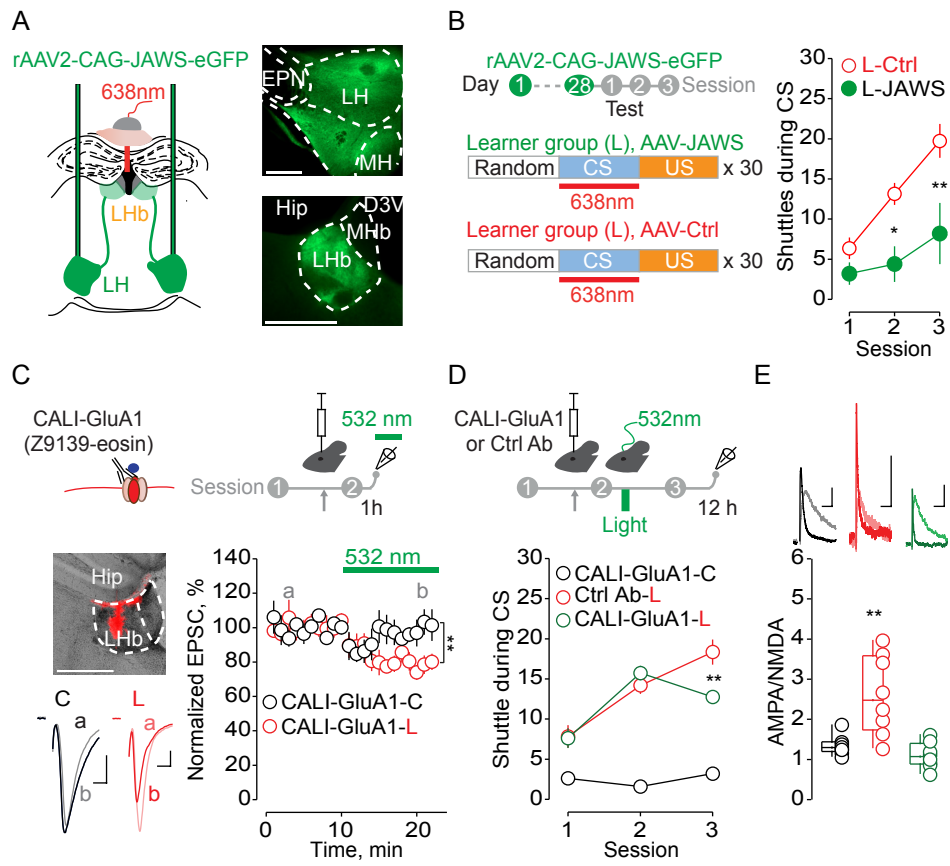 A
rAAV2-CAG-JAWS-eGFP
638nm
LHb
LH
EPN
LH
MH
Hip
D3V
MHb
LHb
B
rAAV2-CAG-JAWS-eGFP
Day 1 28 1 2 3 Session
Test
Learner group (L), AAV-JAWS
Random CS US x 30
638nm
Learner group (L), AAV-Ctrl
Random CS US x 30
638nm
Shuttles during CS
30
25
20
15
10
5
0
L-Ctrl
L-JAWS
*
**
1 2 3
Session
C
CALI-GluA1
(Z9139-eosin)
532 nm
Session 1 2
1h
Hip
LHb
C L
a a
b b
Normalized EPSC, %
140
120
100
80
60
40
20
0
532 nm
a b
**
CALI-GluA1-C
CALI-GluA1-L
0 10 20
Time, min
D
CALI-GluA1
or Ctrl Ab
532nm
1 2 3
12 h
Light
Shuttle during CS
30
25
20
15
10
5
0
CALI-GluA1-C
Ctrl Ab-L
CALI-GluA1-L
**
1 2 3
Session
E
AMPA/NMDA
6
5
4
3
2
1
0
**